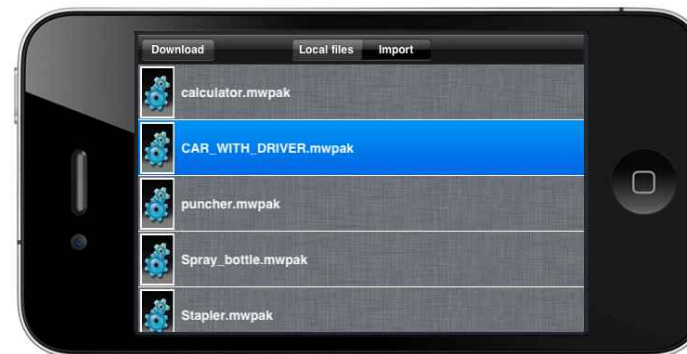 Download Local files Import
calculator.mwpak
CAR_WITH_DRIVER.mwpak
puncher.mwpak
Spray_bottle.mwpak
Stapler.mwpak